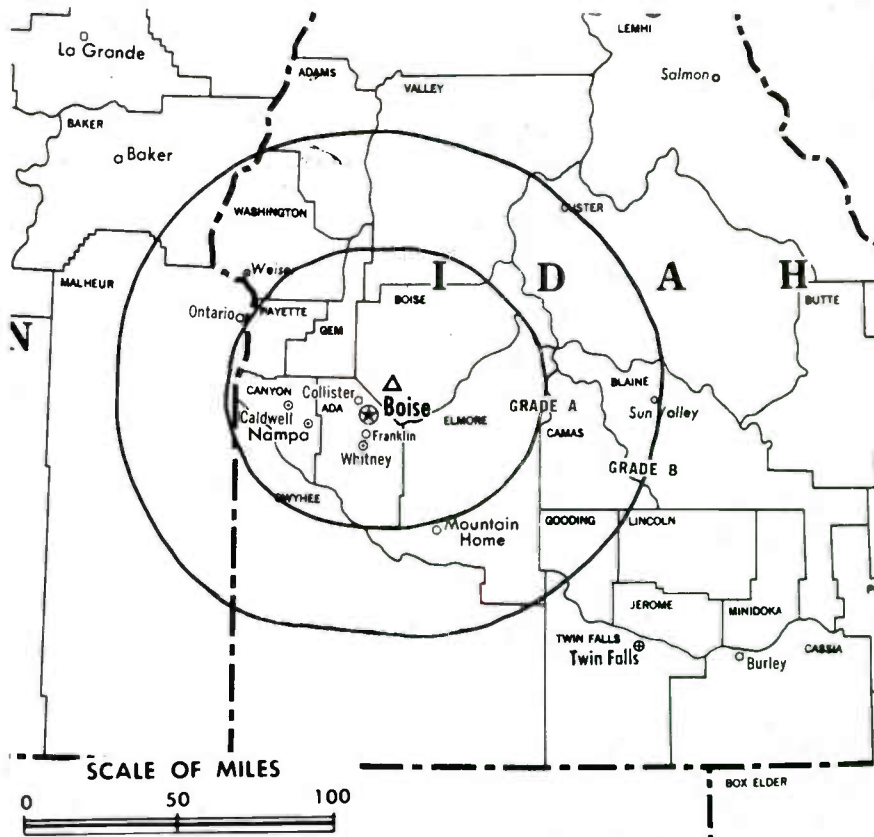 La Grande
LEMHI
ADAMS
Salmon
VALLEY
BAKER
Baker
CUSTER
WASHINGTON
I D A H
MALHEUR
Weiser
BOISE
BUTTE
Ontario
PAYETTE
N
GEM
BLAINE
CANYON
Collister
Boise
ADA
GRADE A
Sun Valley
Caldwell
ELMORE
Nampa
Franklin
CAMAS
Whitney
GRADE B
OWYHEE
Mountain
Home
GOODING
LINCOLN
JEROME
MINIDOKA
TWIN FALLS
CASSIA
Twin Falls
Burley
SCALE OF MILES
BOX ELDER
0 50 100